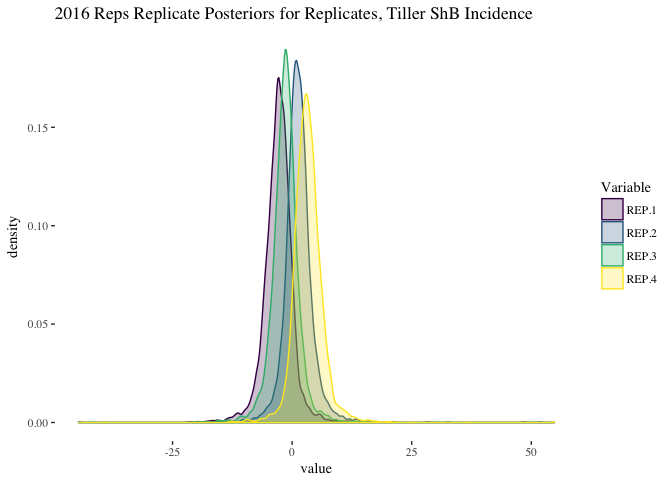 2016 Reps Replicate Posteriors for Replicates, Tiller ShB Incidence
0.15
0.10
0.05
0.00
density
-25 0 25 50
value
Variable
REP.1
REP.2
REP.3
REP.4